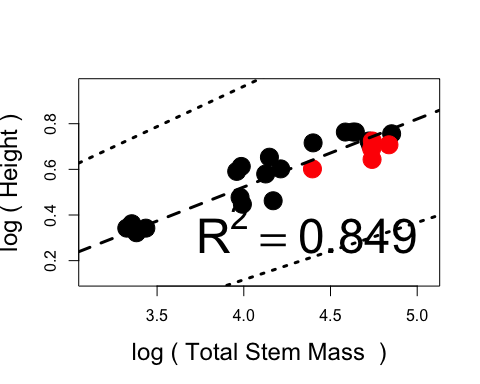 log ( Height )
0.8
0.6
0.4
0.2
R² = 0.849
3.5 4.0 4.5 5.0
log ( Total Stem Mass )